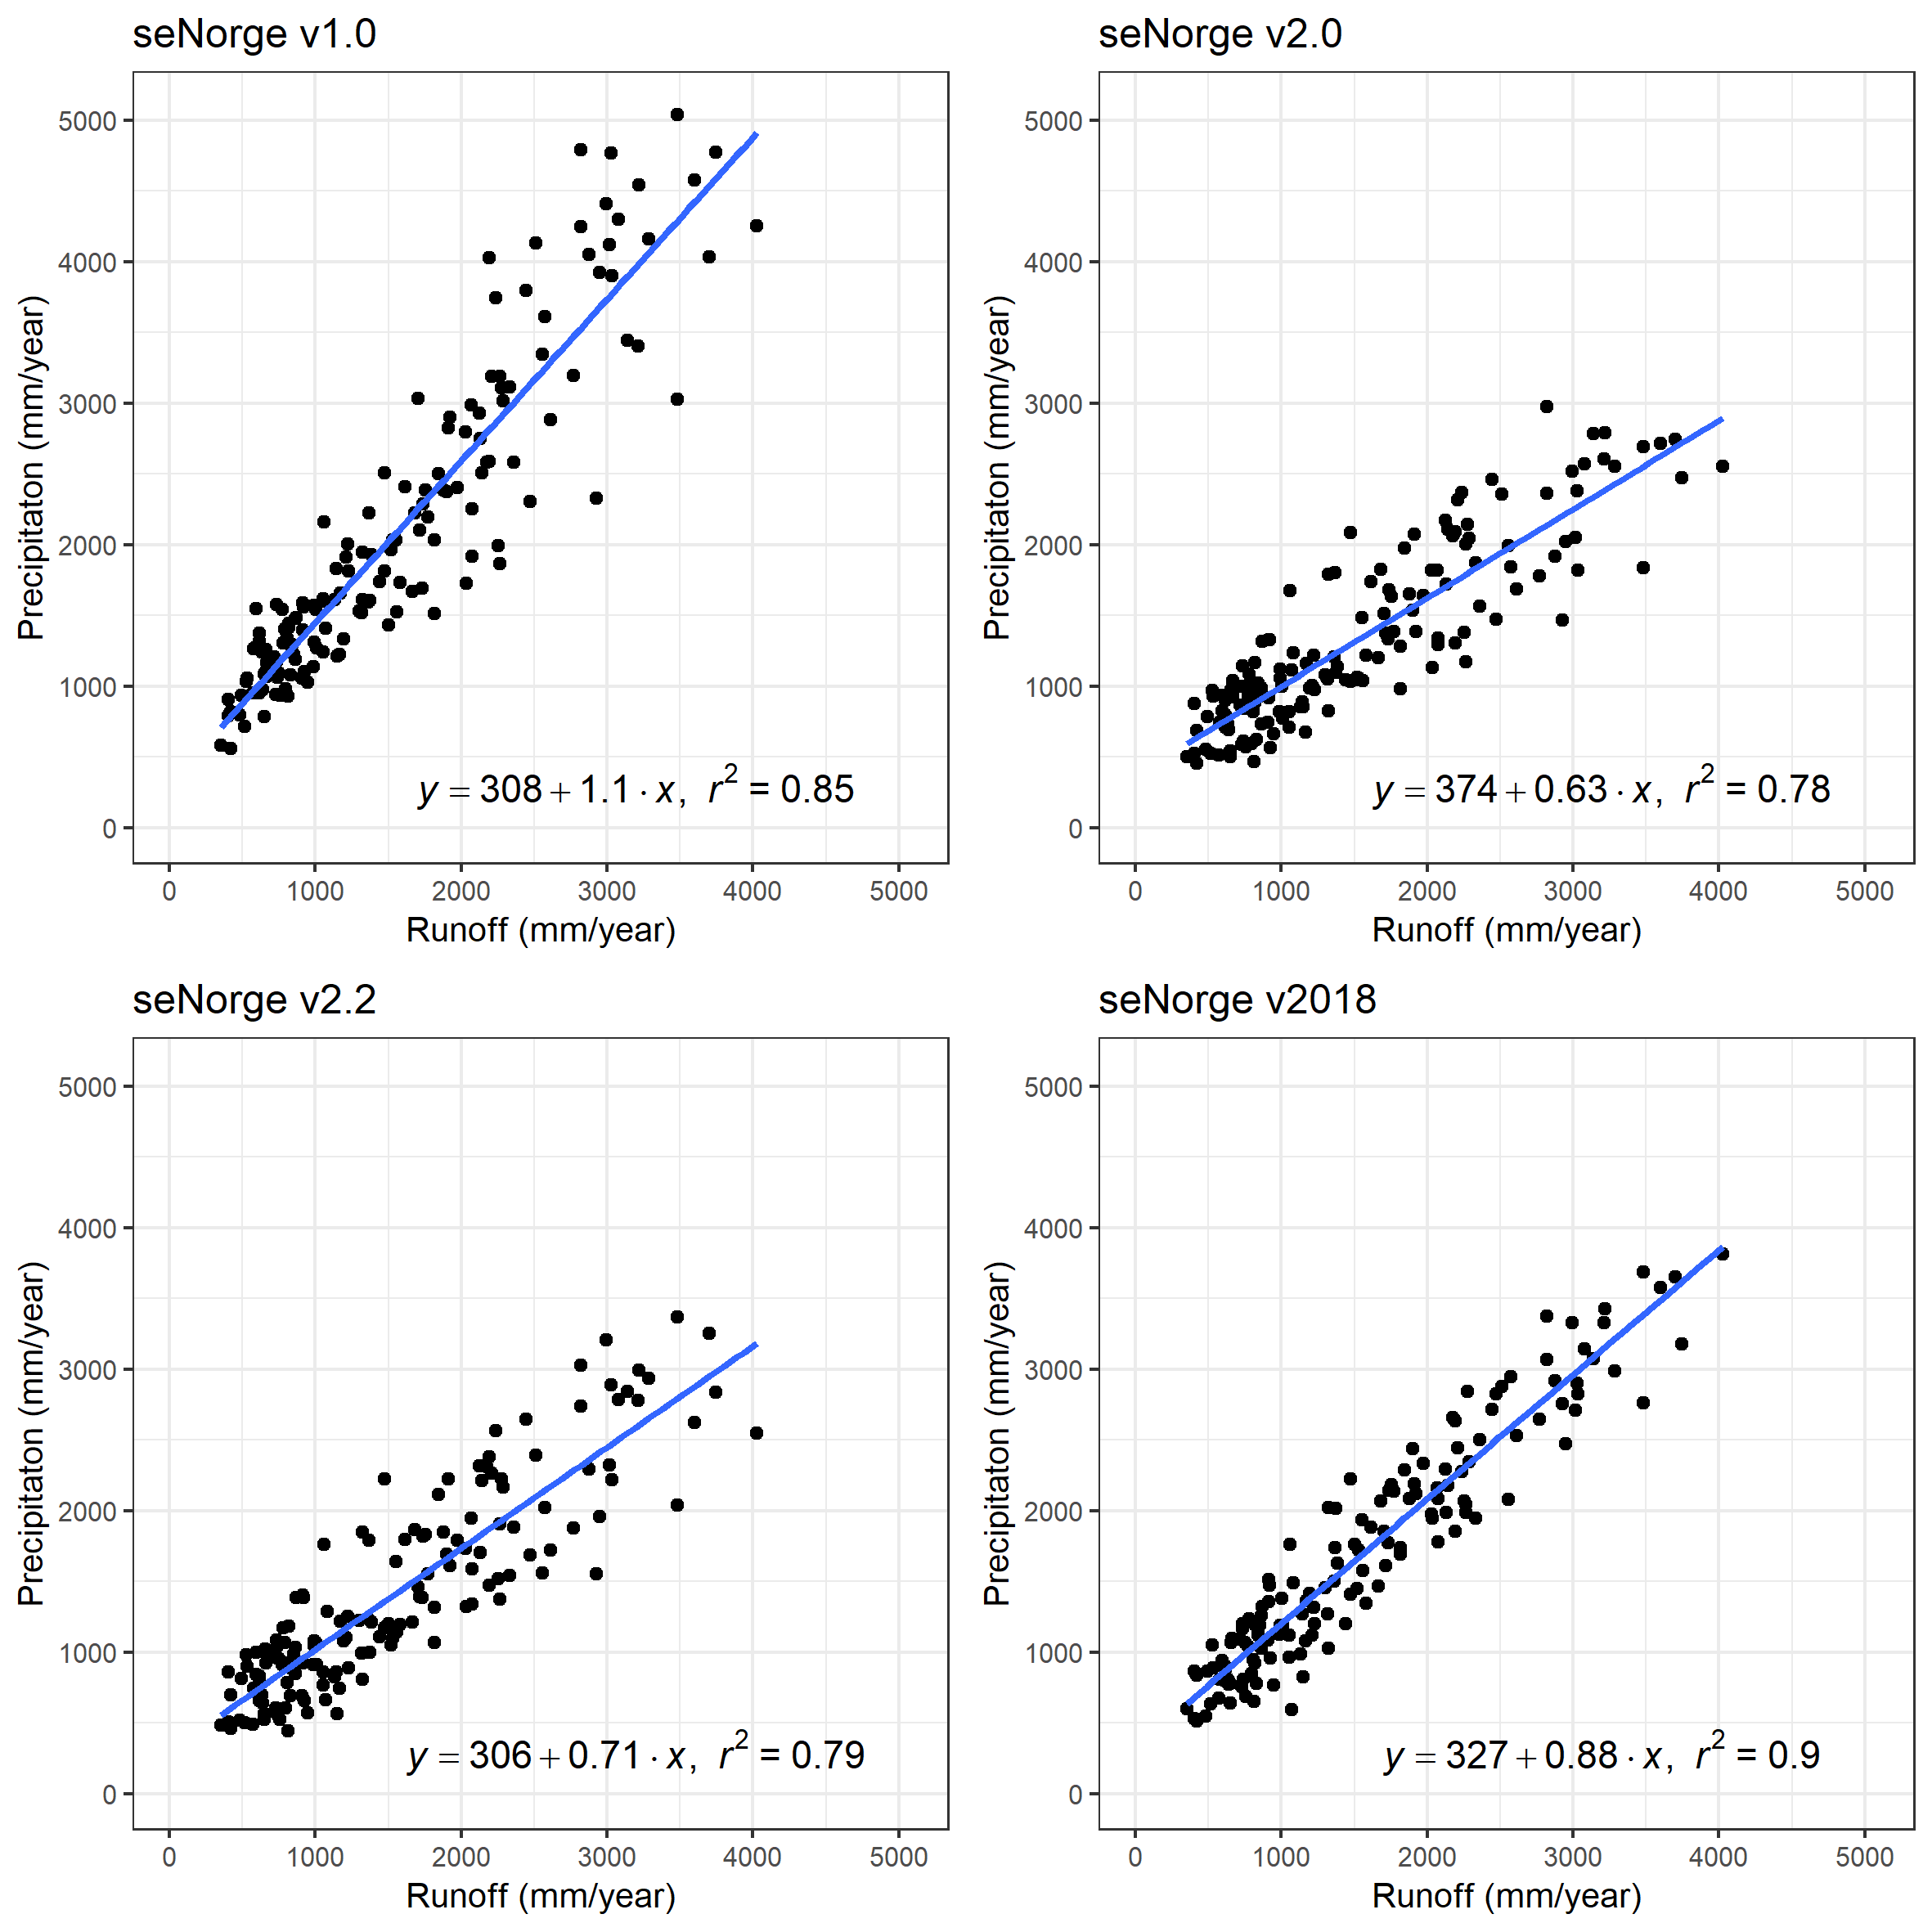 seNorge v1.0
5000
4000
3000
2000
1000
0
Precipitaton (mm/year)
y = 308 + 1.1 · x, r² = 0.85
0 1000 2000 3000 4000 5000
Runoff (mm/year)
seNorge v2.0
5000
4000
3000
2000
1000
0
Precipitaton (mm/year)
y = 374 + 0.63 · x, r² = 0.78
0 1000 2000 3000 4000 5000
Runoff (mm/year)
seNorge v2.2
5000
4000
3000
2000
1000
0
Precipitaton (mm/year)
y = 306 + 0.71 · x, r² = 0.79
0 1000 2000 3000 4000 5000
Runoff (mm/year)
seNorge v2018
5000
4000
3000
2000
1000
0
Precipitaton (mm/year)
y = 327 + 0.88 · x, r² = 0.9
0 1000 2000 3000 4000 5000
Runoff (mm/year)